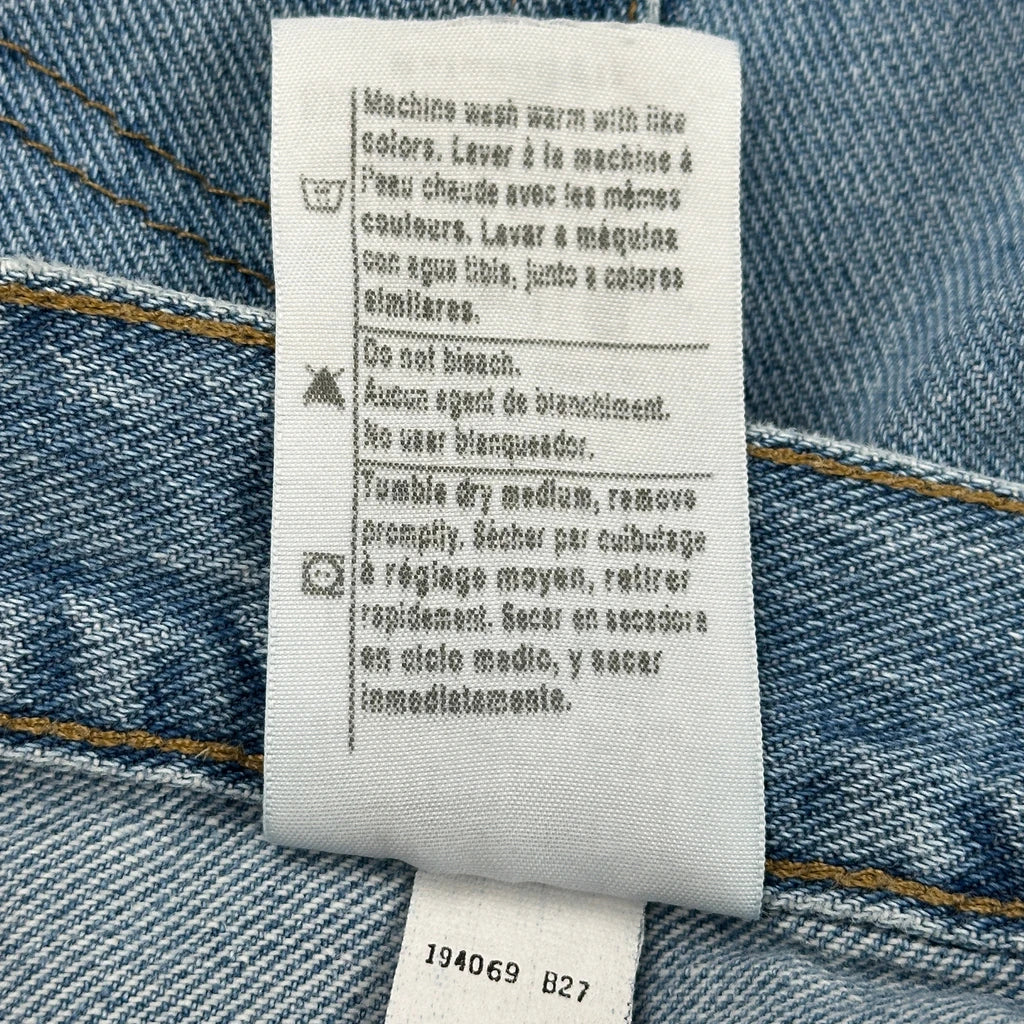 Machine wash warm with like
colors. Laver à la machine à
l'eau chaude avec les mêmes
couleurs. Lavar a máquina
con agua tibia, junto a colores
similares.
Do not bleach.
Aucun agent de blanchiment.
No usar blanqueador.
Tumble dry medium, remove
promptly. Sécher par culbutage
à réglage moyen, retirer
rapidement. Secar en secadora
en ciclo medio, y sacar
inmediatamente.
194069 B27